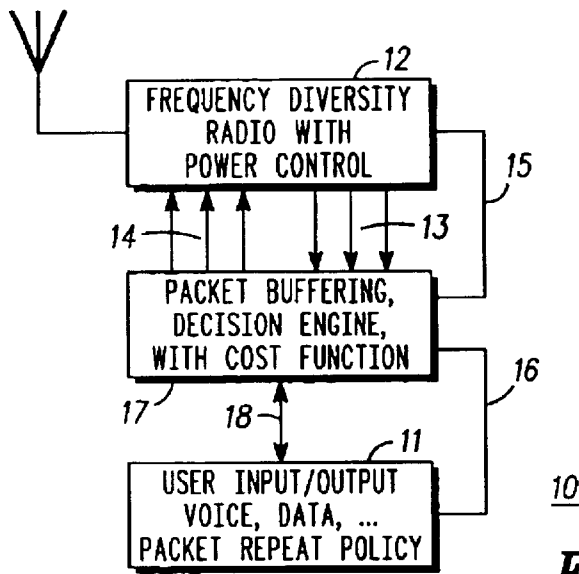 12
FREQUENCY DIVERSITY
RADIO WITH
POWER CONTROL
15
14
13
PACKET BUFFERING,
DECISION ENGINE,
WITH COST FUNCTION
16
17
18
11
USER INPUT/OUTPUT
VOICE, DATA, ...
PACKET REPEAT POLICY
10